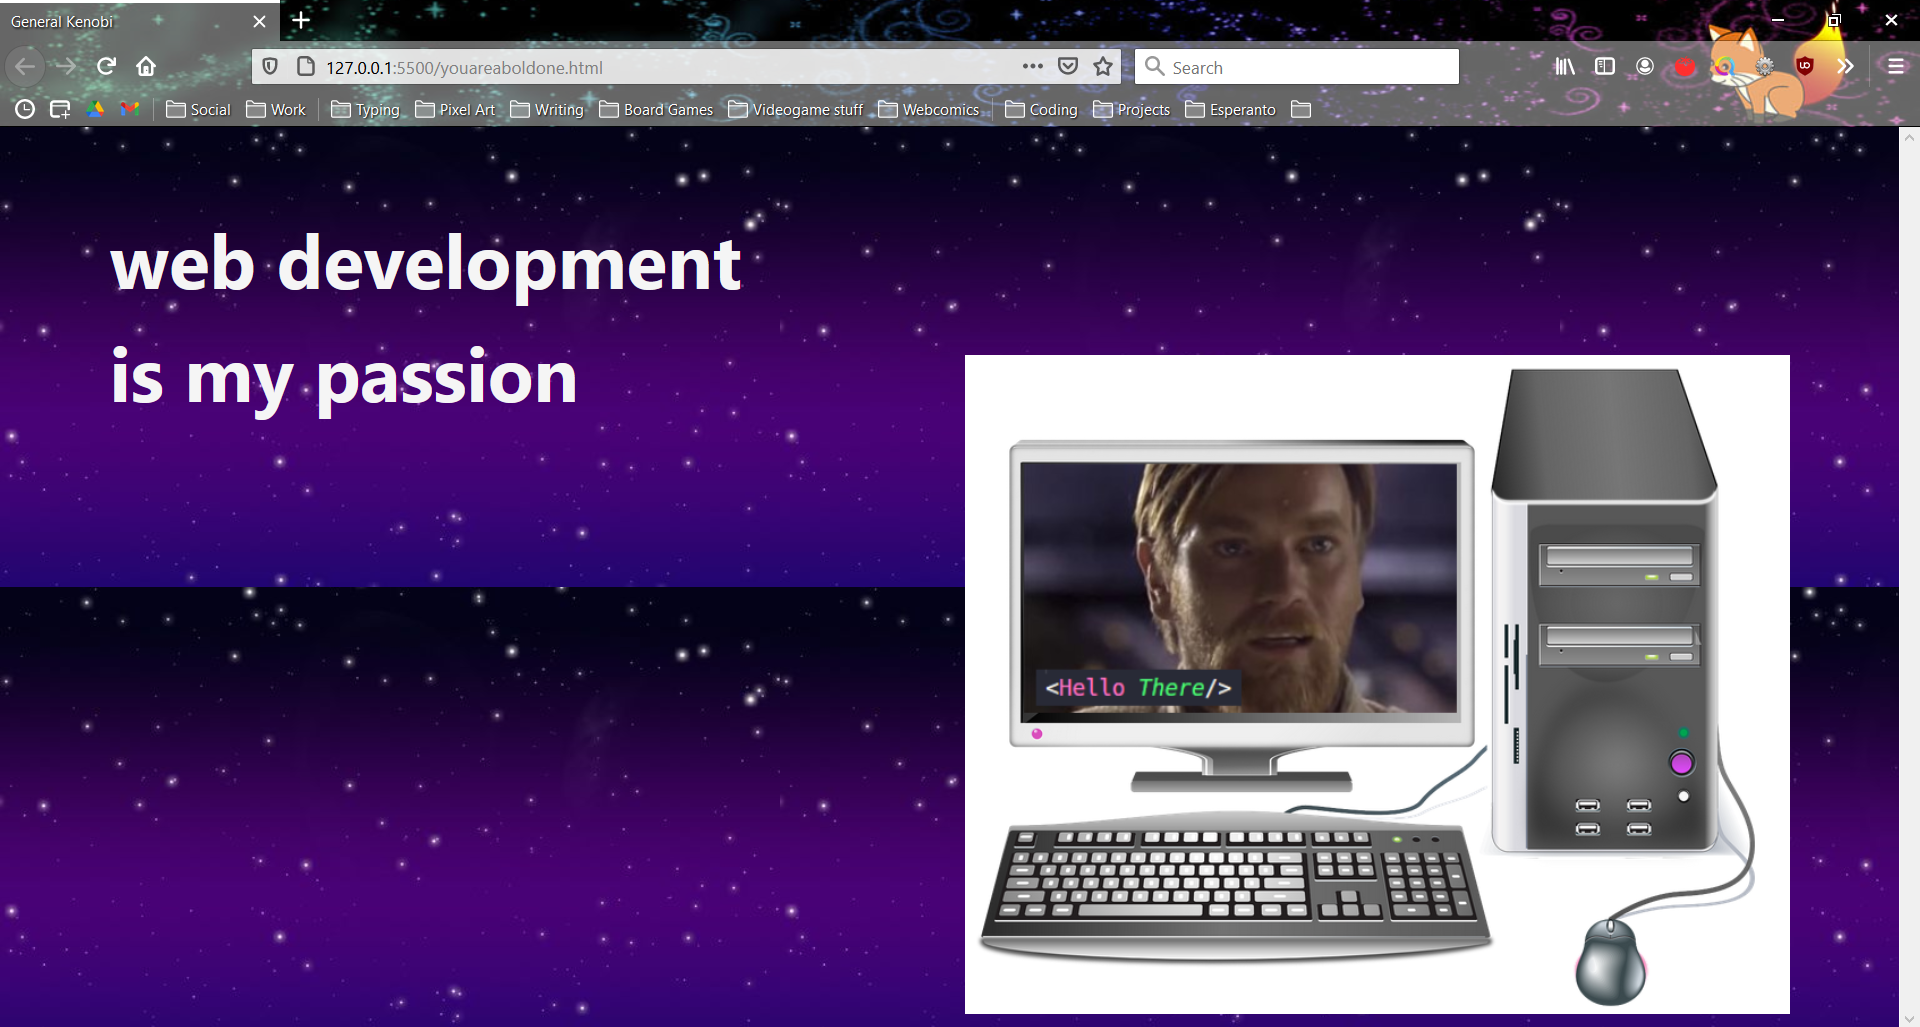 General Kenobi
127.0.0.1:5500/youareaboldone.html
Search
Social
Work
Typing
Pixel Art
Writing
Board Games
Videogame stuff
Webcomics
Coding
Projects
Esperanto
web development
is my passion
<Hello There/>